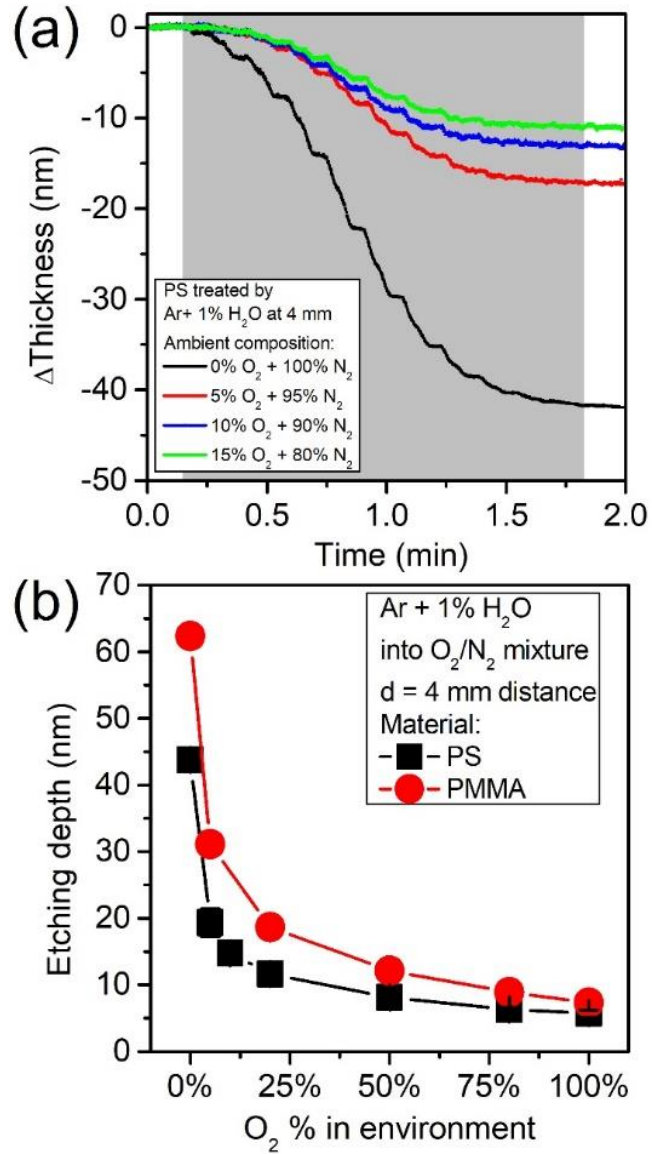 (a)
0
-10
-20
-30
-40
-50
ΔThickness (nm)
PS treated by
Ar+ 1% H₂O at 4 mm
Ambient composition:
0% O₂ + 100% N₂
5% O₂ + 95% N₂
10% O₂ + 90% N₂
15% O₂ + 80% N₂
0.0 0.5 1.0 1.5 2.0
Time (min)
(b)
70
60
50
40
30
20
10
0
Etching depth (nm)
Ar + 1% H₂O
into O₂/N₂ mixture
d = 4 mm distance
Material:
PS
PMMA
0% 25% 50% 75% 100%
O₂ % in environment